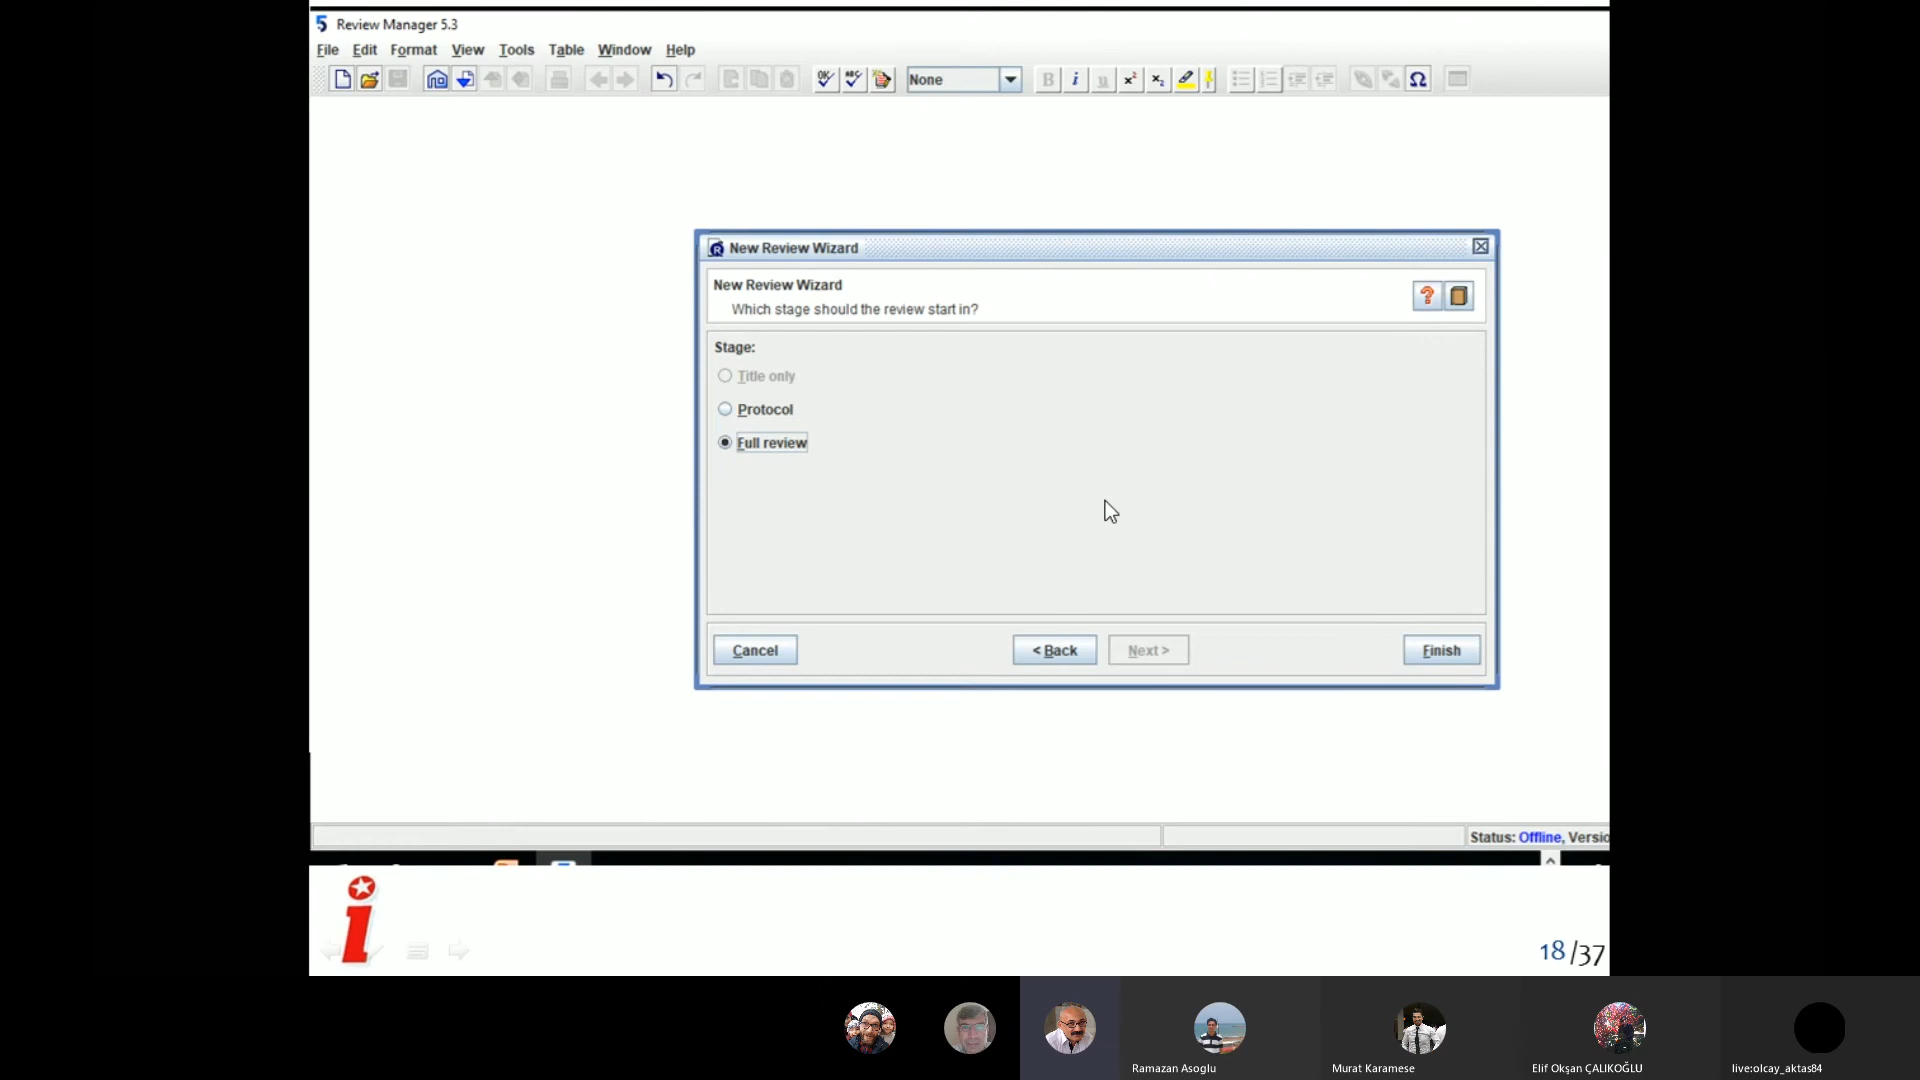 Review Manager 5.3
File Edit Format View Tools Table Window Help
None
B i u x² x₂ Ω
New Review Wizard
New Review Wizard
Which stage should the review start in?
Stage:
Title only
Protocol
Full review
Cancel
< Back
Next >
Finish
Status: Offline, Versio
i
18/37
Ramazan Asoglu
Murat Karamese
Elif Okşan ÇALIKOĞLU
live:olcay_aktas84